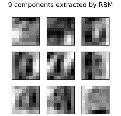 9 components extracted by RBM